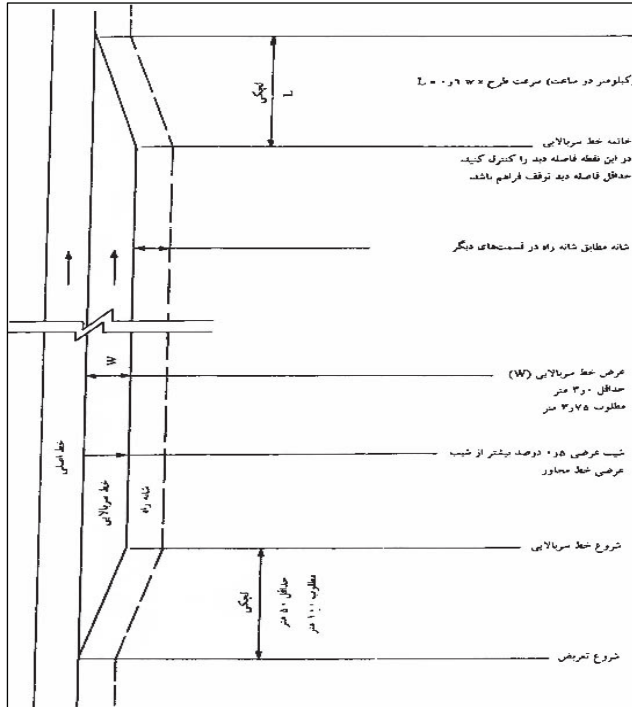 (کیلومتر در ساعت) سرعت طرح L = ۰٫۶ W ×
لچکی
L
خاتمه خط سربالایی
در این نقطه فاصله دید را کنترل کنید.
حداقل فاصله دید توقف فراهم باشد.
شانه مطابق شانه راه در قسمت‌های دیگر
W
عرض خط سربالایی (W)
حداقل ۳٫۰ متر
مطلوب ۳٫۷۵ متر
شیب عرضی ۰٫۵ درصد بیشتر از شیب
عرضی خط مجاور
خط اصلی
خط سربالایی
شانه راه
شروع خط سربالایی
لچکی
حداقل ۵۰ متر
مطلوب ۱۰۰ متر
شروع تعریض